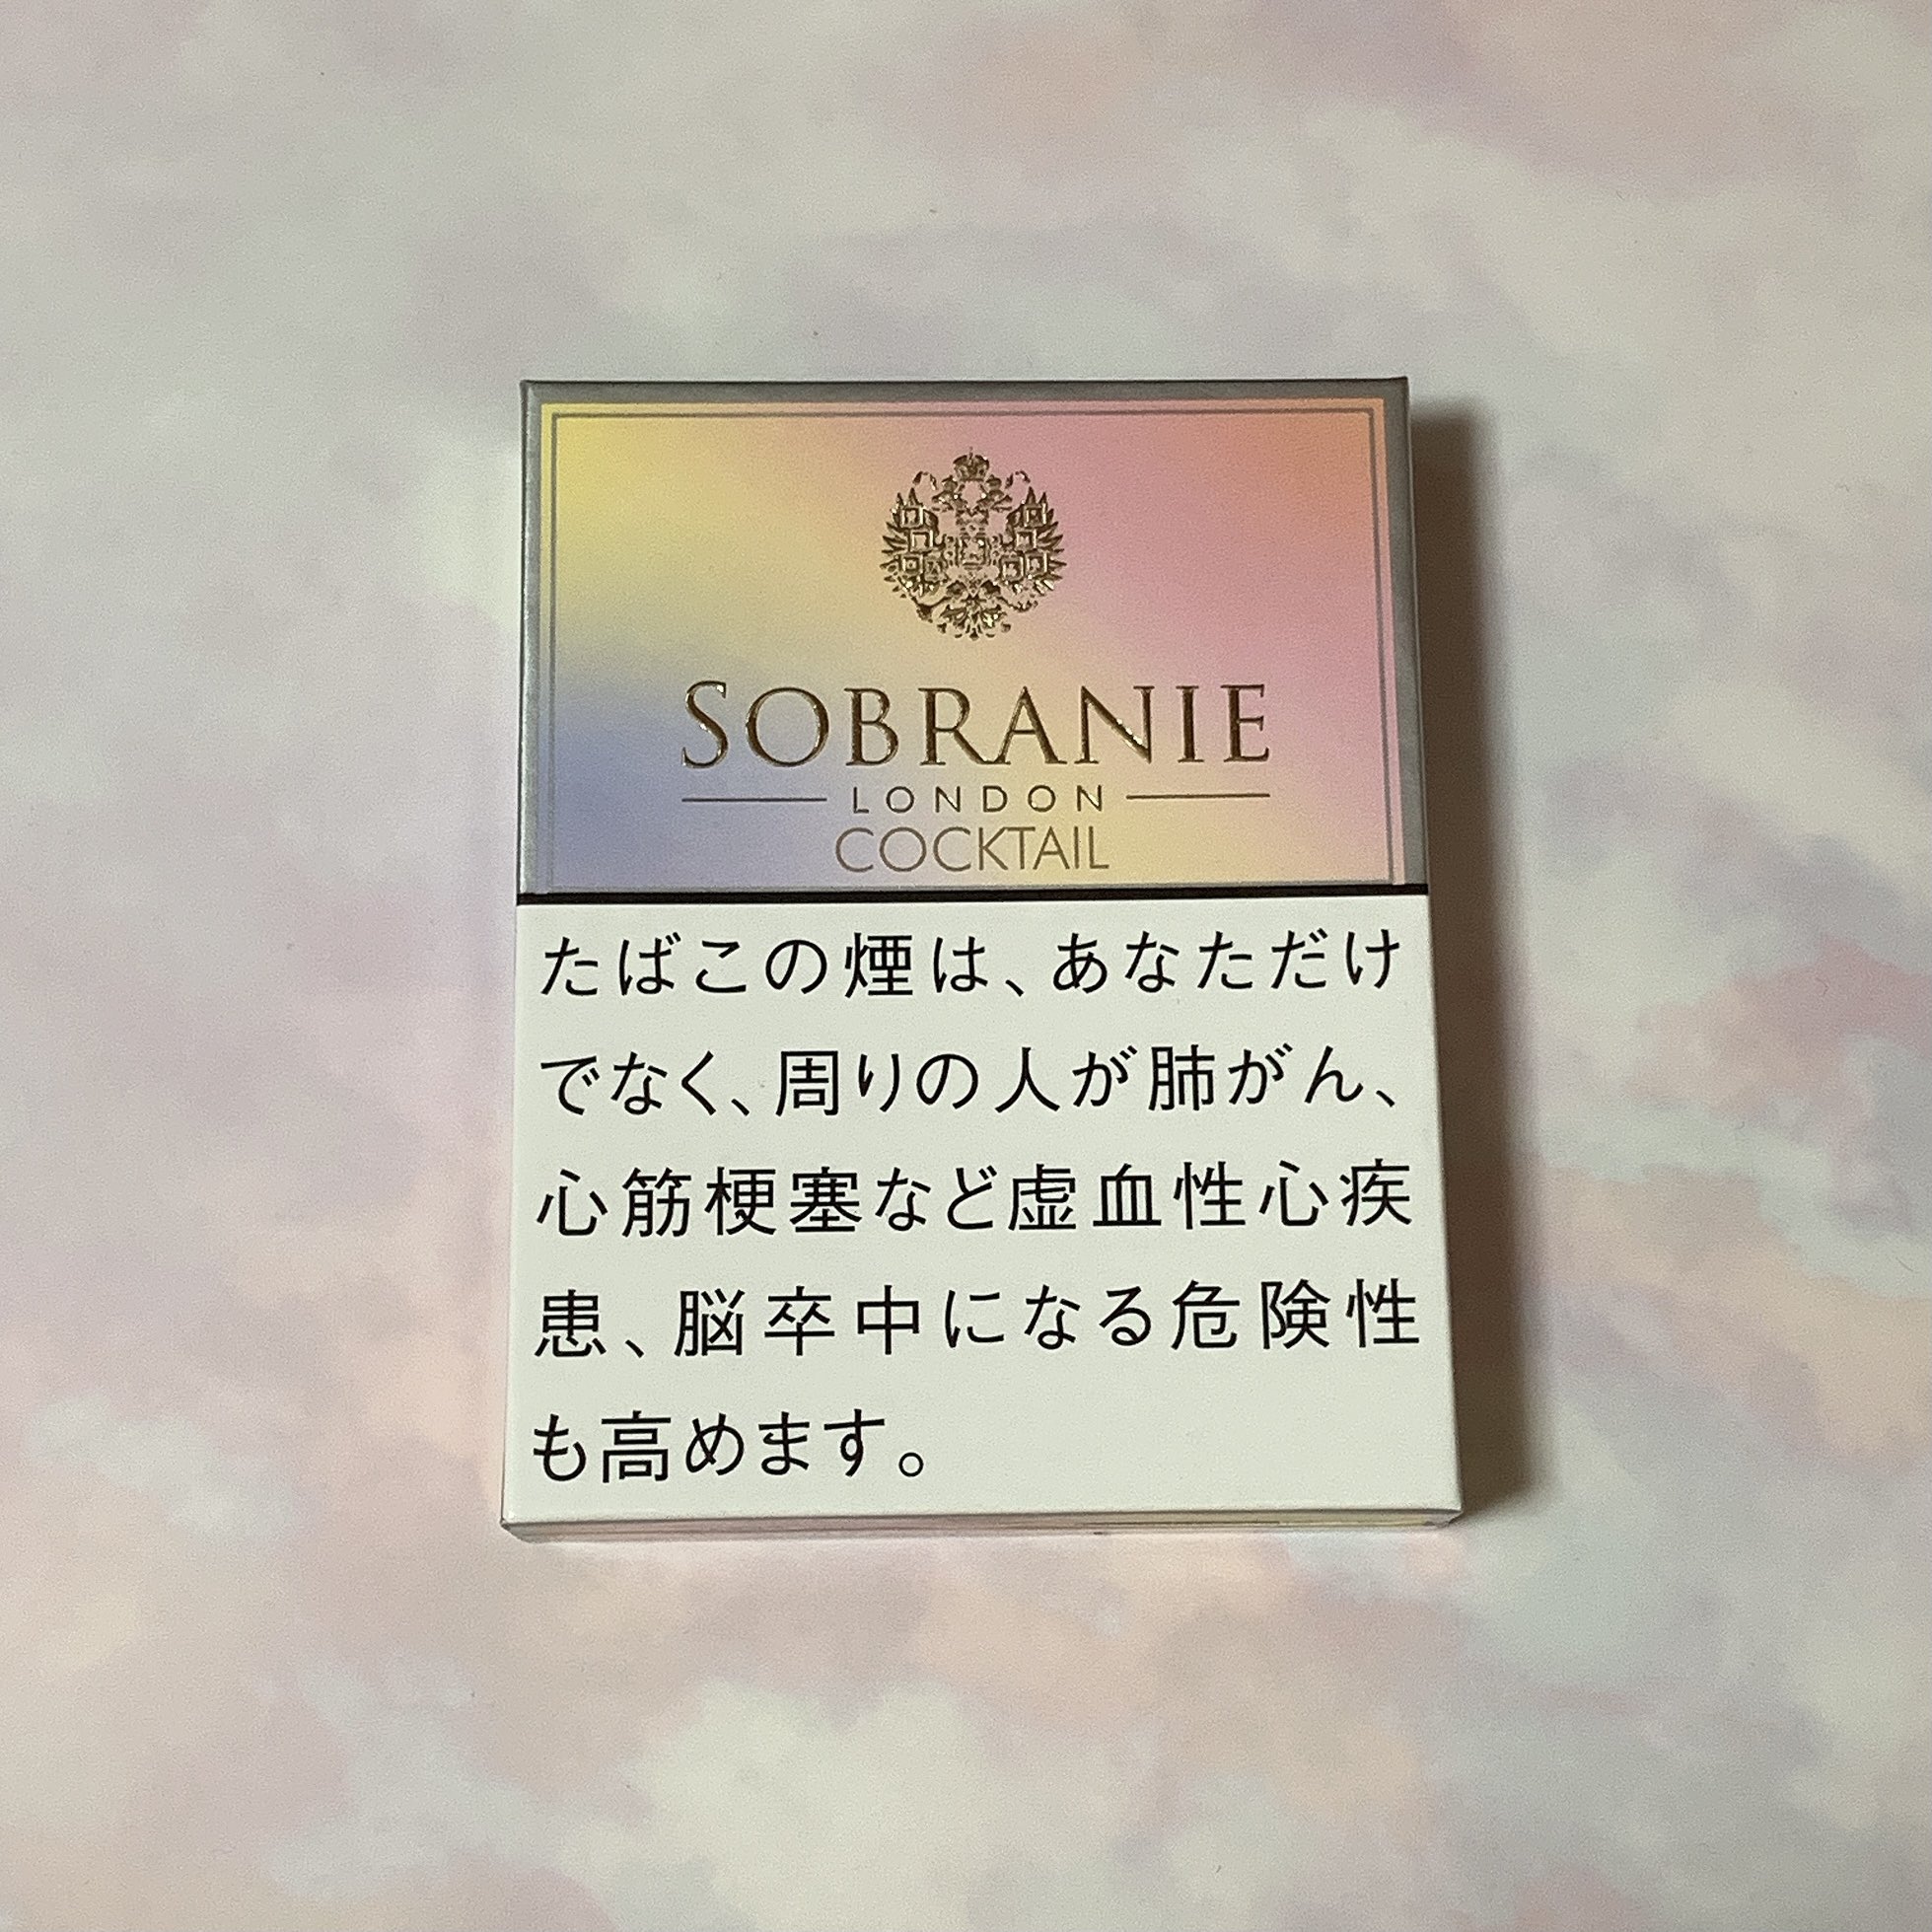 SOBRANIE
LONDON
COCKTAIL
たばこの煙は、あなただけ
でなく、周りの人が肺がん、
心筋梗塞など虚血性心疾
患、脳卒中になる危険性
も高めます。